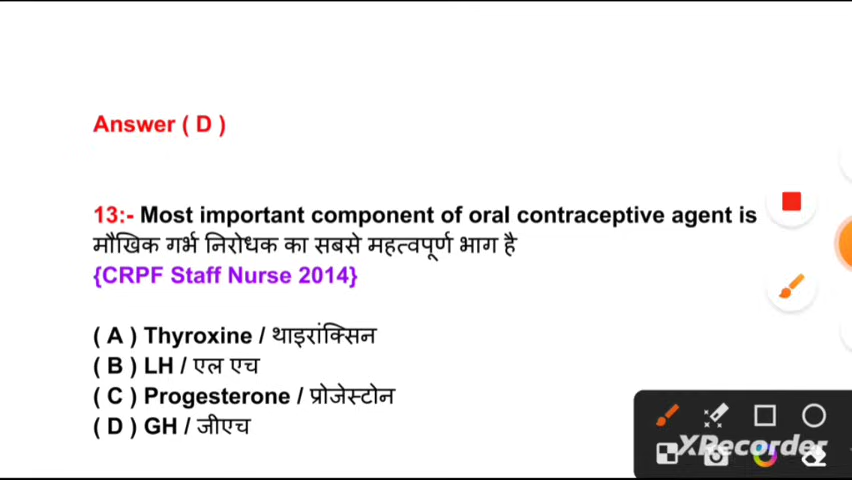 Answer ( D )
13:- Most important component of oral contraceptive agent is
मौखिक गर्भ निरोधक का सबसे महत्वपूर्ण भाग है
{CRPF Staff Nurse 2014}
( A ) Thyroxine / थाइरांक्सिन
( B ) LH / एल एच
( C ) Progesterone / प्रोजेस्टोन
( D ) GH / जीएच
XRecorder